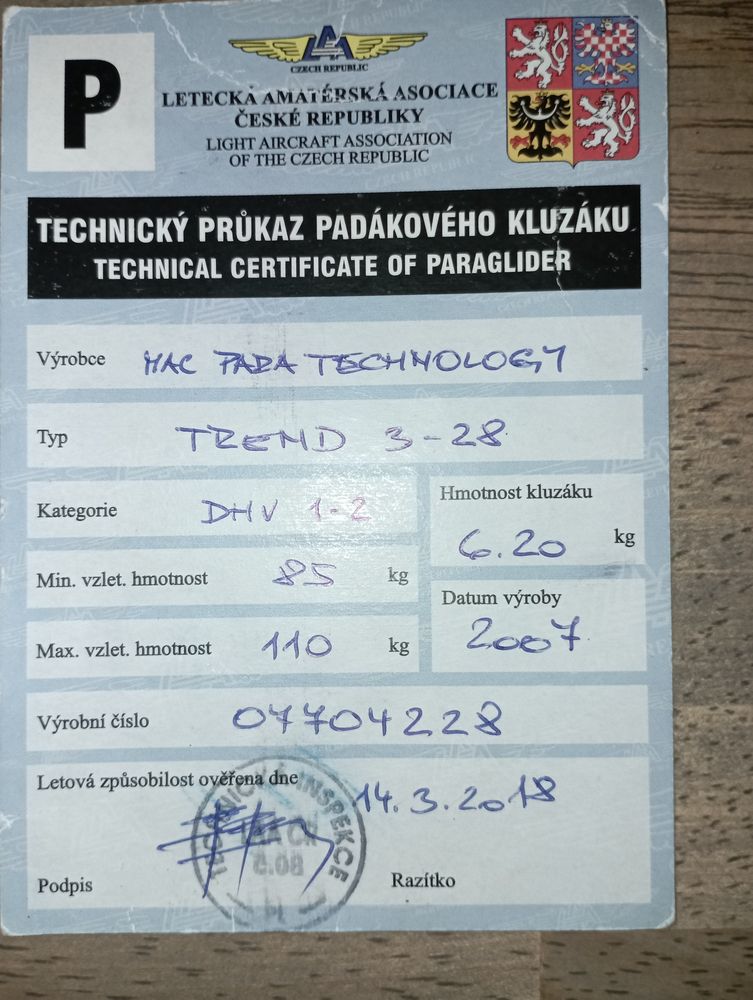 P
CZECH REPUBLIC
LETECKÁ AMATÉRSKÁ ASOCIACE
ČESKÉ REPUBLIKY
LIGHT AIRCRAFT ASSOCIATION
OF THE CZECH REPUBLIC
TECHNICKÝ PRŮKAZ PADÁKOVÉHO KLUZÁKU
TECHNICAL CERTIFICATE OF PARAGLIDER
Výrobce MAC PARA TECHNOLOGY
Typ TREND 3-28
Kategorie DHV 1-2
Hmotnost kluzáku 6.20 kg
Min. vzlet. hmotnost 85 kg
Datum výroby 2007
Max. vzlet. hmotnost 110 kg
Výrobní číslo 07704228
Letová způsobilost ověřena dne 14.3.2018
INSPEKCE
LAA ČR
Podpis
Razítko